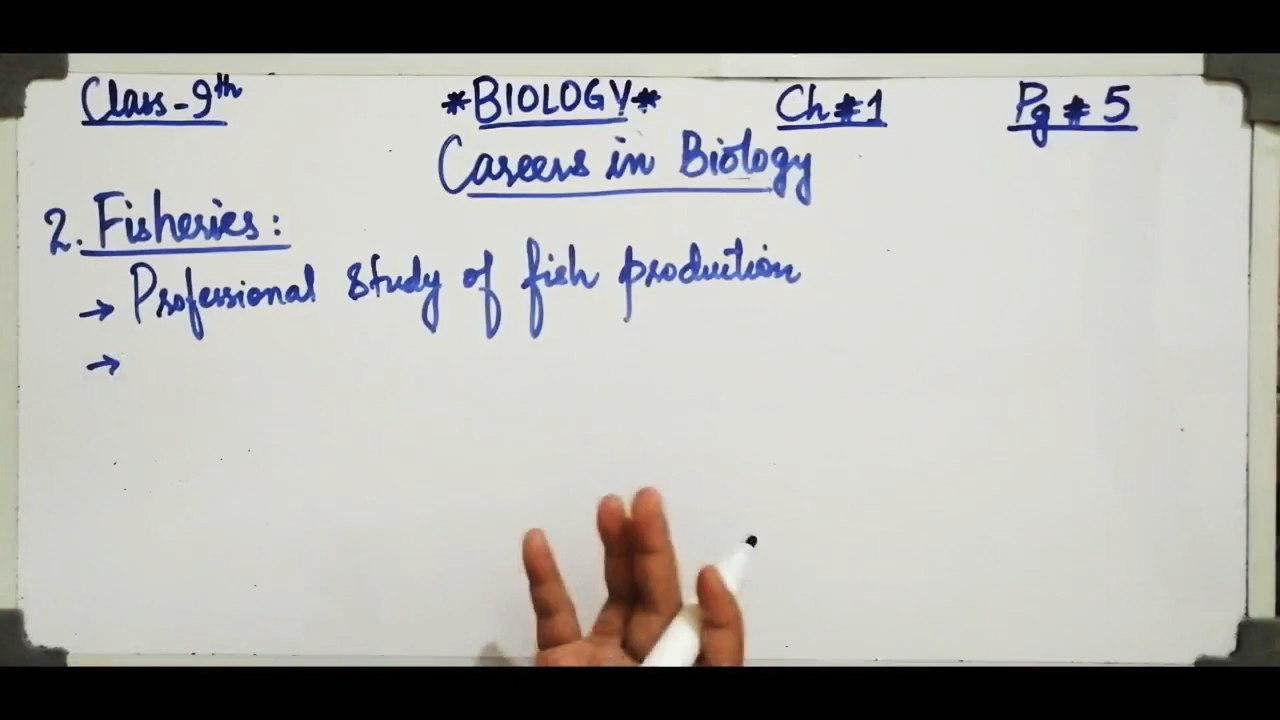 Class-9th *BIOLOGY* Ch#1 Pg#5
Careers in Biology
2. Fisheries:
→ Professional study of fish production
→